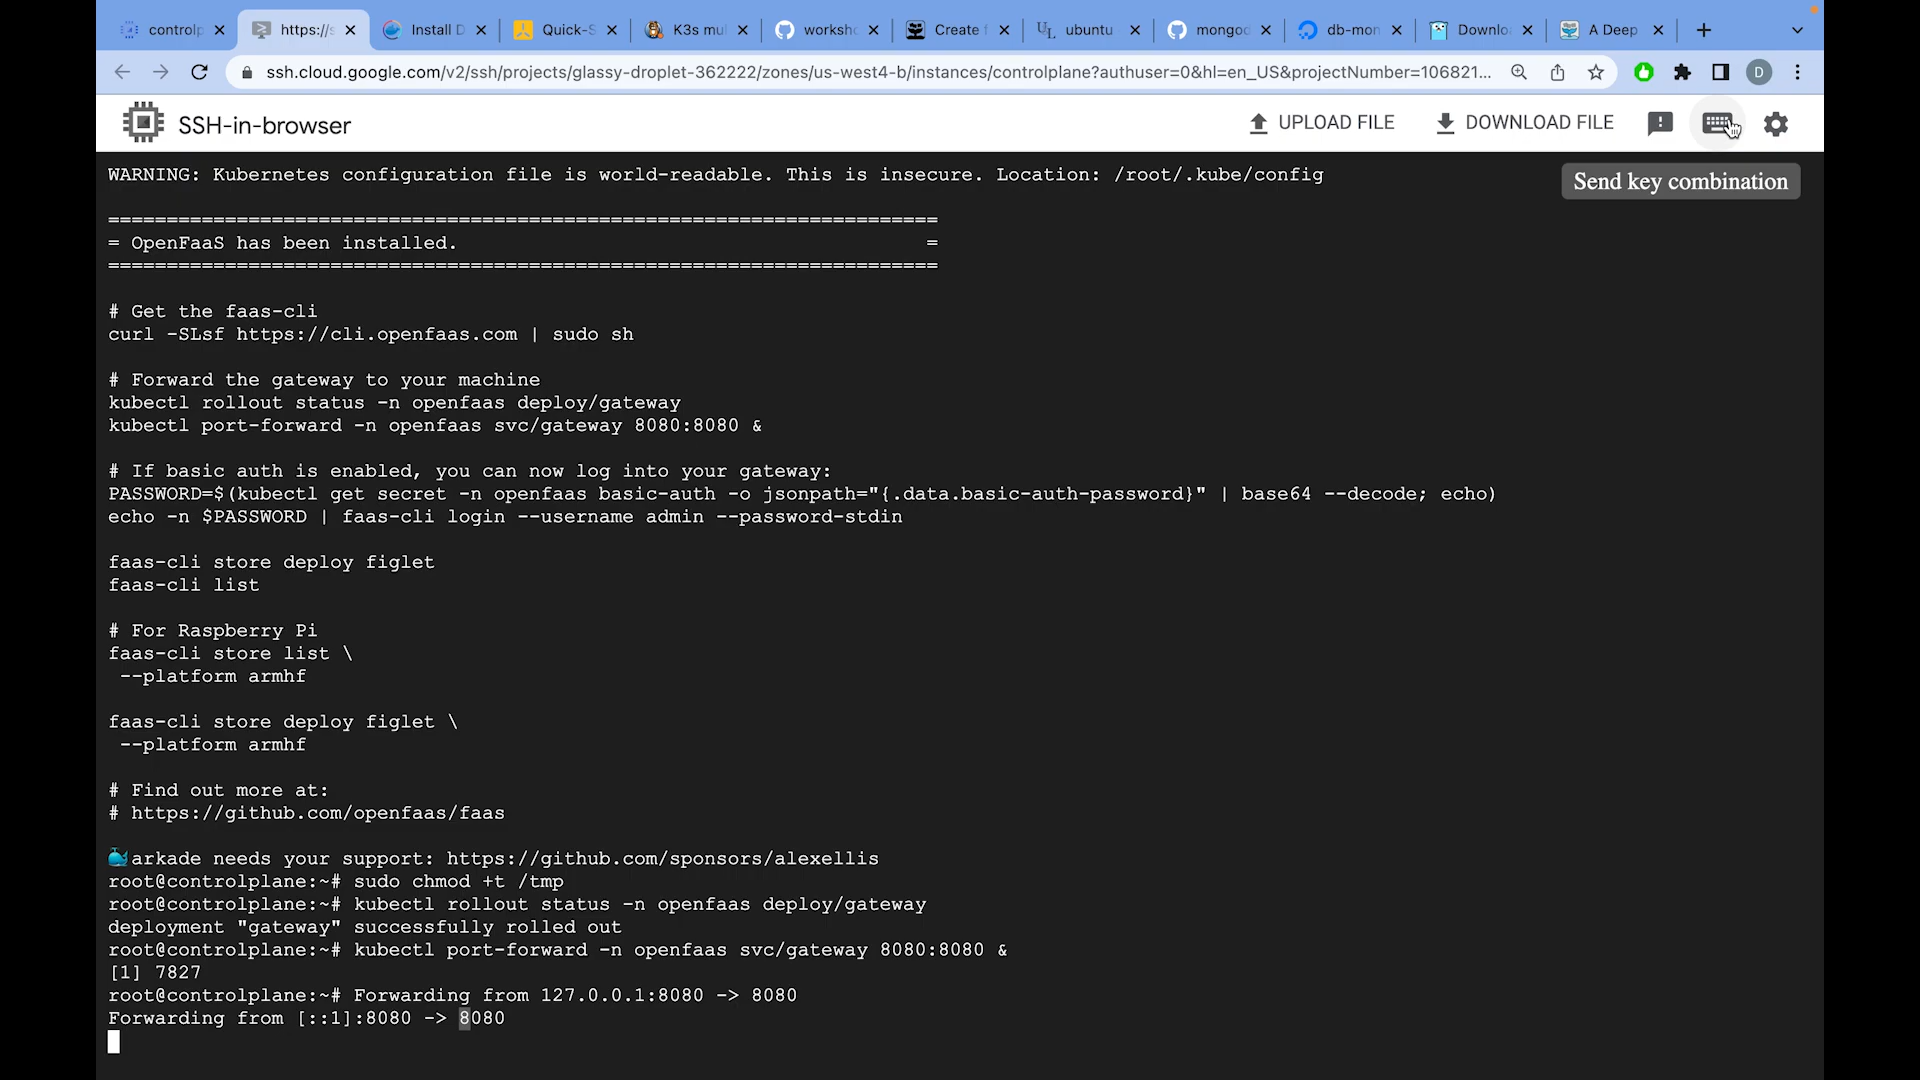 controlp
https://s
Install D
Quick-S
K3s mul
worksho
Create f
ubuntu
mongod
db-mon
Downlo
A Deep
ssh.cloud.google.com/v2/ssh/projects/glassy-droplet-362222/zones/us-west4-b/instances/controlplane?authuser=0&hl=en_US&projectNumber=106821...
D
SSH-in-browser
UPLOAD FILE
DOWNLOAD FILE
Send key combination
WARNING: Kubernetes configuration file is world-readable. This is insecure. Location: /root/.kube/config
=======================================================================
= OpenFaaS has been installed.                                        =
=======================================================================
# Get the faas-cli
curl -SLsf https://cli.openfaas.com | sudo sh
# Forward the gateway to your machine
kubectl rollout status -n openfaas deploy/gateway
kubectl port-forward -n openfaas svc/gateway 8080:8080 &
# If basic auth is enabled, you can now log into your gateway:
PASSWORD=$(kubectl get secret -n openfaas basic-auth -o jsonpath="{.data.basic-auth-password}" | base64 --decode; echo)
echo -n $PASSWORD | faas-cli login --username admin --password-stdin
faas-cli store deploy figlet
faas-cli list
# For Raspberry Pi
faas-cli store list \
 --platform armhf
faas-cli store deploy figlet \
 --platform armhf
# Find out more at:
# https://github.com/openfaas/faas
🐳arkade needs your support: https://github.com/sponsors/alexellis
root@controlplane:~# sudo chmod +t /tmp
root@controlplane:~# kubectl rollout status -n openfaas deploy/gateway
deployment "gateway" successfully rolled out
root@controlplane:~# kubectl port-forward -n openfaas svc/gateway 8080:8080 &
[1] 7827
root@controlplane:~# Forwarding from 127.0.0.1:8080 -> 8080
Forwarding from [::1]:8080 -> 8080